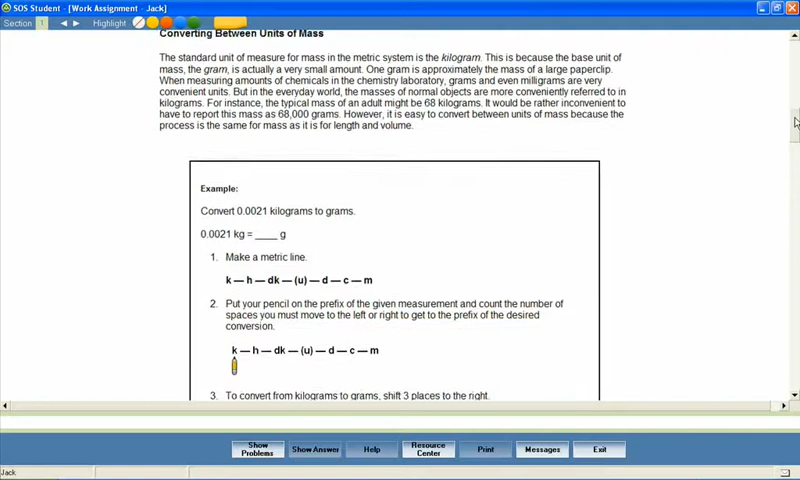 SOS Student - [Work Assignment - Jack]
Section 1 Highlight
Converting Between Units of Mass
The standard unit of measure for mass in the metric system is the kilogram. This is because the base unit of
mass, the gram, is actually a very small amount. One gram is approximately the mass of a large paperclip.
When measuring amounts of chemicals in the chemistry laboratory, grams and even milligrams are very
convenient units. But in the everyday world, the masses of normal objects are more conveniently referred to in
kilograms. For instance, the typical mass of an adult might be 68 kilograms. It would be rather inconvenient to
have to report this mass as 68,000 grams. However, it is easy to convert between units of mass because the
process is the same for mass as it is for length and volume.
Example:
Convert 0.0021 kilograms to grams.
0.0021 kg = ____ g
1. Make a metric line.
k — h — dk — (u) — d — c — m
2. Put your pencil on the prefix of the given measurement and count the number of
spaces you must move to the left or right to get to the prefix of the desired
conversion.
k — h — dk — (u) — d — c — m
3. To convert from kilograms to grams, shift 3 places to the right.
Show Problems Show Answer Help Resource Center Print Messages Exit
Jack